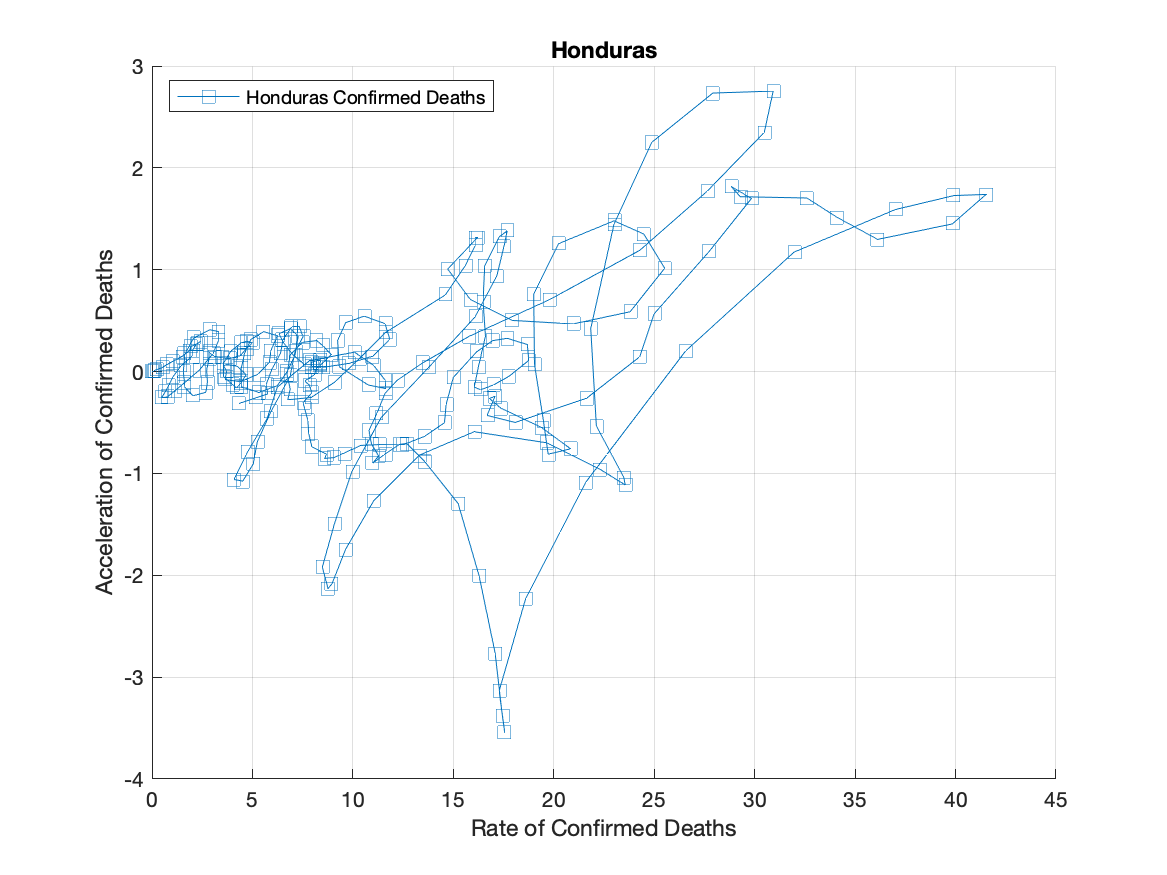 Honduras
Honduras Confirmed Deaths
3
2
1
0
-1
-2
-3
-4
Acceleration of Confirmed Deaths
0 5 10 15 20 25 30 35 40 45
Rate of Confirmed Deaths